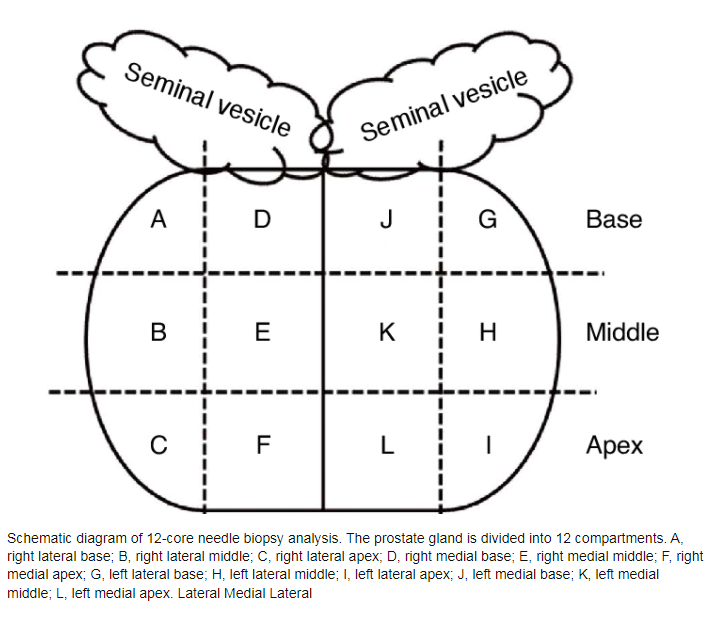 Seminal vesicle
Seminal vesicle
A D J G Base
B E K H Middle
C F L I Apex
Schematic diagram of 12-core needle biopsy analysis. The prostate gland is divided into 12 compartments. A,
right lateral base; B, right lateral middle; C, right lateral apex; D, right medial base; E, right medial middle; F, right
medial apex; G, left lateral base; H, left lateral middle; I, left lateral apex; J, left medial base; K, left medial
middle; L, left medial apex. Lateral Medial Lateral